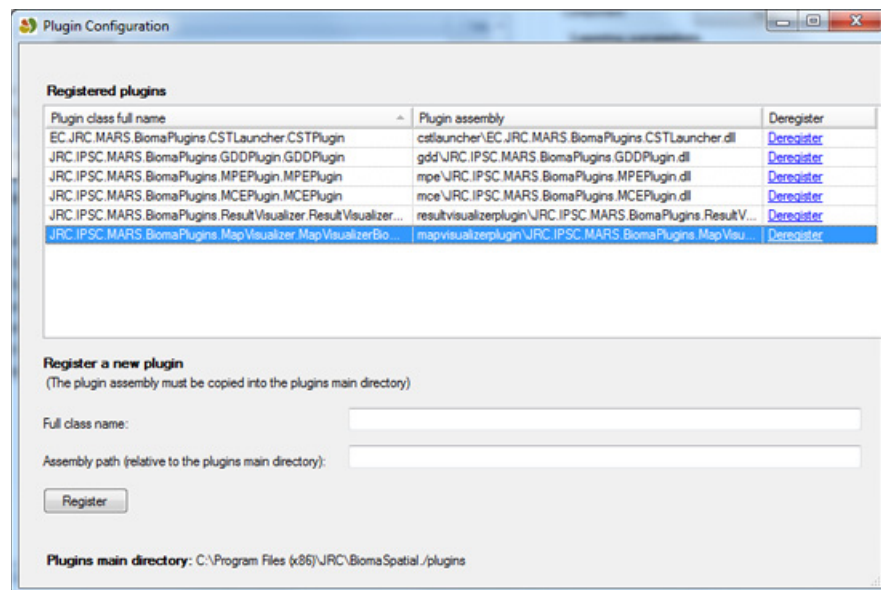 Plugin Configuration
Registered plugins
Plugin class full name Plugin assembly Deregister
EC.JRC.MARS.BiomaPlugins.CSTLauncher.CSTPlugin cstlauncher\EC.JRC.MARS.BiomaPlugins.CSTLauncher.dll Deregister
JRC.IPSC.MARS.BiomaPlugins.GDDPlugin.GDDPlugin gdd\JRC.IPSC.MARS.BiomaPlugins.GDDPlugin.dll Deregister
JRC.IPSC.MARS.BiomaPlugins.MPEPlugin.MPEPlugin mpe\JRC.IPSC.MARS.BiomaPlugins.MPEPlugin.dll Deregister
JRC.IPSC.MARS.BiomaPlugins.MCEPlugin.MCEPlugin mce\JRC.IPSC.MARS.BiomaPlugins.MCEPlugin.dll Deregister
JRC.IPSC.MARS.BiomaPlugins.ResultVisualizer.ResultVisualizer... resultvisualizerplugin\JRC.IPSC.MARS.BiomaPlugins.ResultV... Deregister
JRC.IPSC.MARS.BiomaPlugins.MapVisualizer.MapVisualizerBio... mapvisualizerplugin\JRC.IPSC.MARS.BiomaPlugins.MapVisu... Deregister
Register a new plugin
(The plugin assembly must be copied into the plugins main directory)
Full class name:
Assembly path (relative to the plugins main directory):
Register
Plugins main directory: C:\Program Files (x86)\JRC\BiomaSpatial./plugins